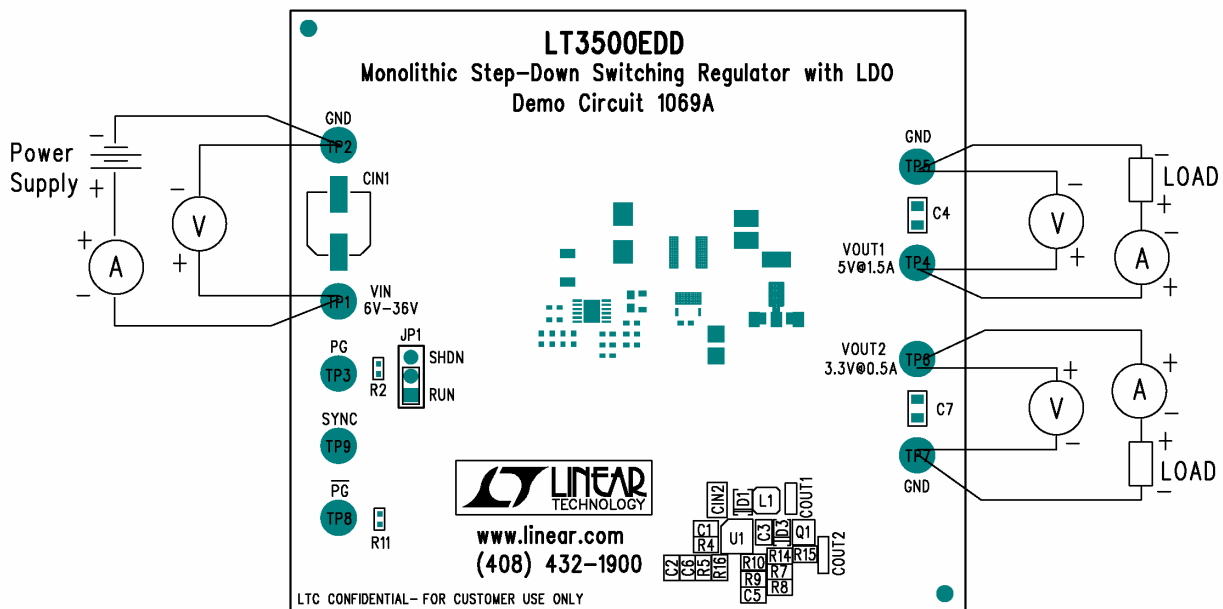 LT3500EDD
Monolithic Step-Down Switching Regulator with LDO
Demo Circuit 1069A
Power
Supply
-
+
+
A
-
-
V
+
GND
TP2
CIN1
TP1
VIN
6V-36V
PG
TP3
R2
JP1
SHDN
RUN
SYNC
TP9
PG
TP8
R11
GND
TP5
C4
VOUT1
5V@1.5A
TP4
-
V
+
-
LOAD
+
-
A
+
VOUT2
3.3V@0.5A
TP6
C7
TP7
GND
+
V
-
+
A
-
+
LOAD
-
LT LINEAR
TECHNOLOGY
www.linear.com
(408) 432-1900
CIN2
D1
L1
COUT1
C1
R4
U1
C3
D3
Q1
COUT2
C2
C6
R5
R16
R10
R14
R15
R9
R7
C5
R8
LTC CONFIDENTIAL- FOR CUSTOMER USE ONLY